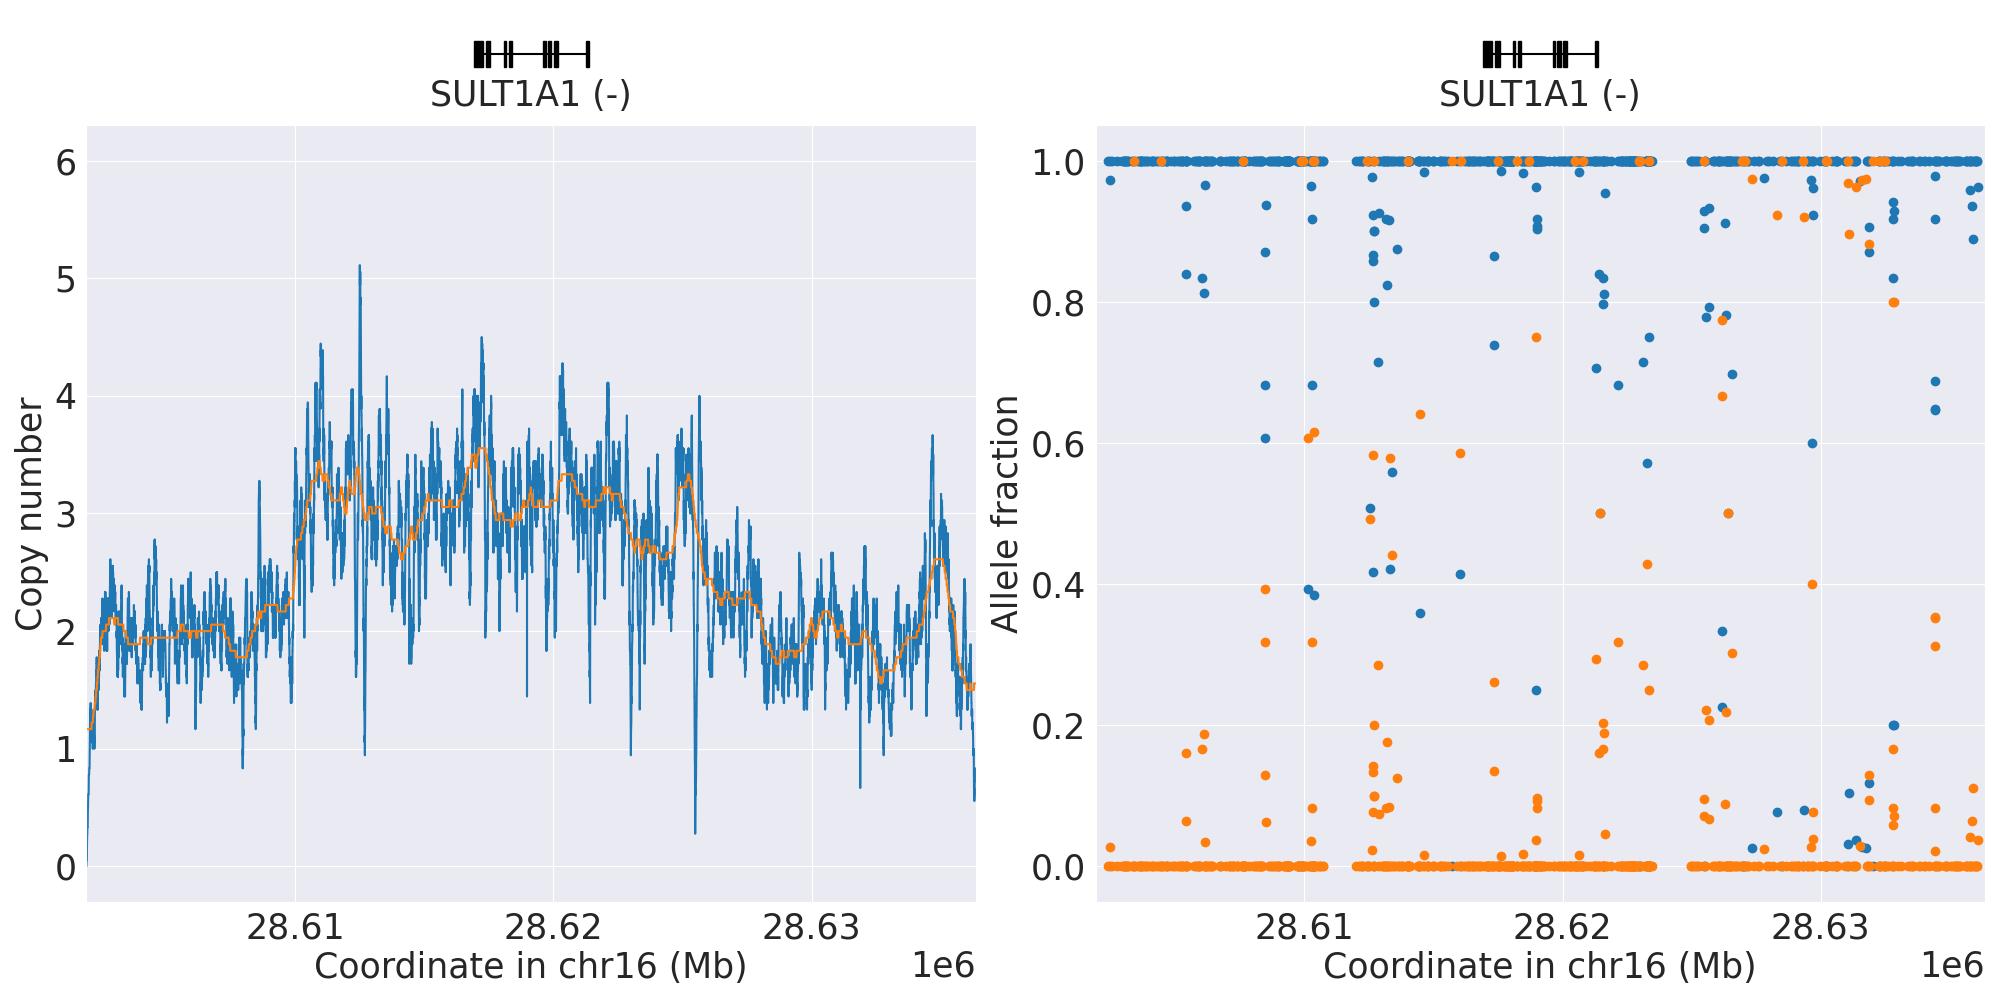 SULT1A1 (-)
6
5
4
3
2
1
0
Copy number
28.61
28.62
28.63
Coordinate in chr16 (Mb)
1e6
SULT1A1 (-)
1.0
0.8
0.6
0.4
0.2
0.0
Allele fraction
28.61
28.62
28.63
Coordinate in chr16 (Mb)
1e6